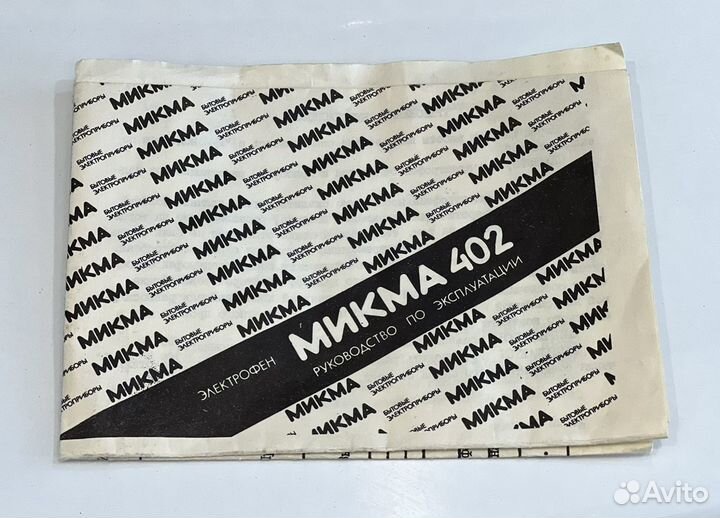 МИКМА
БЫТОВЫЕ
ЭЛЕКТРОПРИБОРЫ
ЭЛЕКТРОФЕН
МИКМА 402
РУКОВОДСТВО ПО ЭКСПЛУАТАЦИИ
Avito